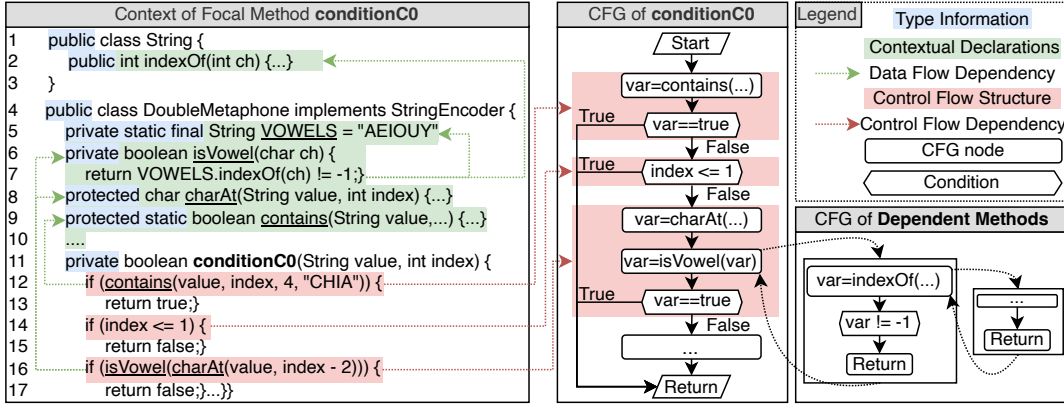 Context of Focal Method conditionC0
1 public class String {
2 public int indexOf(int ch) {...}
3 }
4 public class DoubleMetaphone implements StringEncoder {
5 private static final String VOWELS = "AEIOUY"
6 private boolean isVowel(char ch) {
7 return VOWELS.indexOf(ch) != -1;}
8 protected char charAt(String value, int index) {...}
9 protected static boolean contains(String value,...) {...}
10 ....
11 private boolean conditionC0(String value, int index) {
12 if (contains(value, index, 4, "CHIA")) {
13 return true;}
14 if (index <= 1) {
15 return false;}
16 if (isVowel(charAt(value, index - 2))) {
17 return false;}...}}
CFG of conditionC0
Start
var=contains(...)
True
var==true
False
True
index <= 1
False
var=charAt(...)
var=isVowel(var)
True
var==true
False
...
Return
Legend
Type Information
Contextual Declarations
Data Flow Dependency
Control Flow Structure
Control Flow Dependency
CFG node
Condition
CFG of Dependent Methods
var=indexOf(...)
var != -1
Return
...
Return